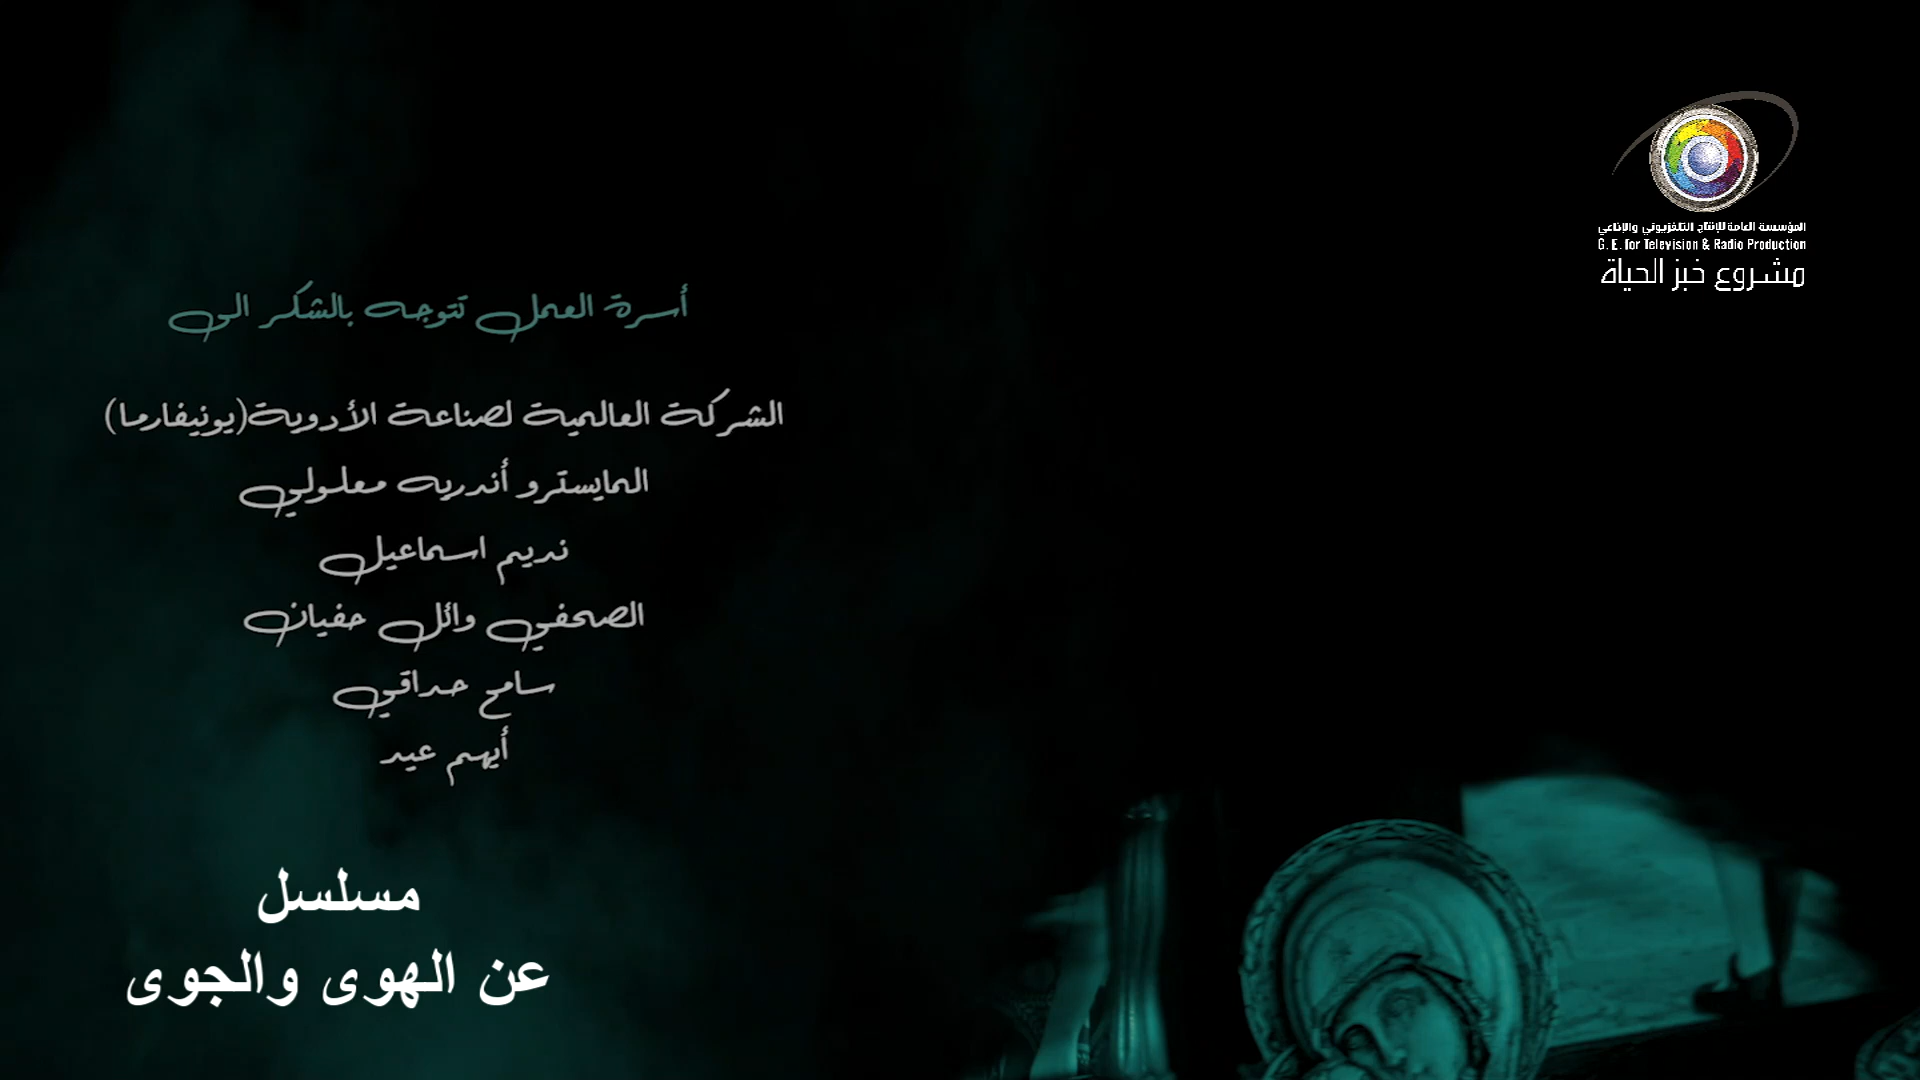 المؤسسة العامة للإنتاج التلفزيوني والإذاعي
G. E. for Television & Radio Production
مشروع خبز الحياة
أسرة العمل تتوجه بالشكر الى
الشركة العالمية لصناعة الأدوية(يونيفارما)
المايسترو أندريه معلولي
نديم اسماعيل
الصحفي وائل حفيان
سامح حداقي
أيهم عيد
مسلسل
عن الهوى والجوى